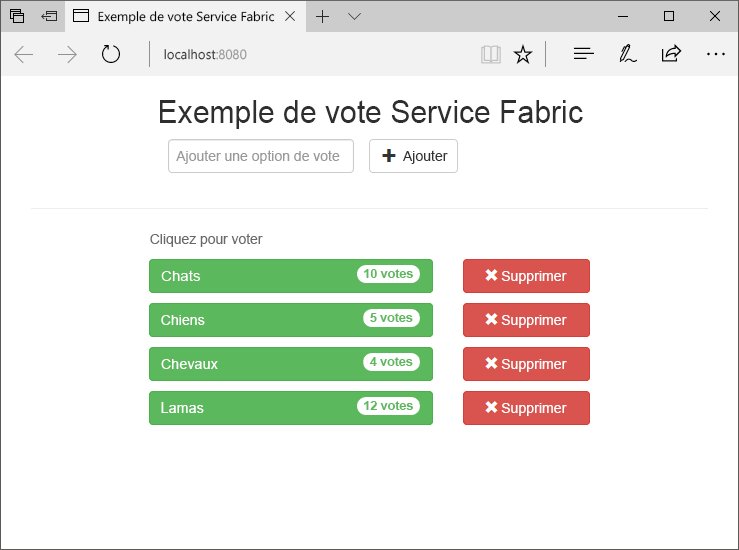 Exemple de vote Service Fabric
localhost:8080
Exemple de vote Service Fabric
Ajouter une option de vote Ajouter
Cliquez pour voter
Chats 10 votes Supprimer
Chiens 5 votes Supprimer
Chevaux 4 votes Supprimer
Lamas 12 votes Supprimer